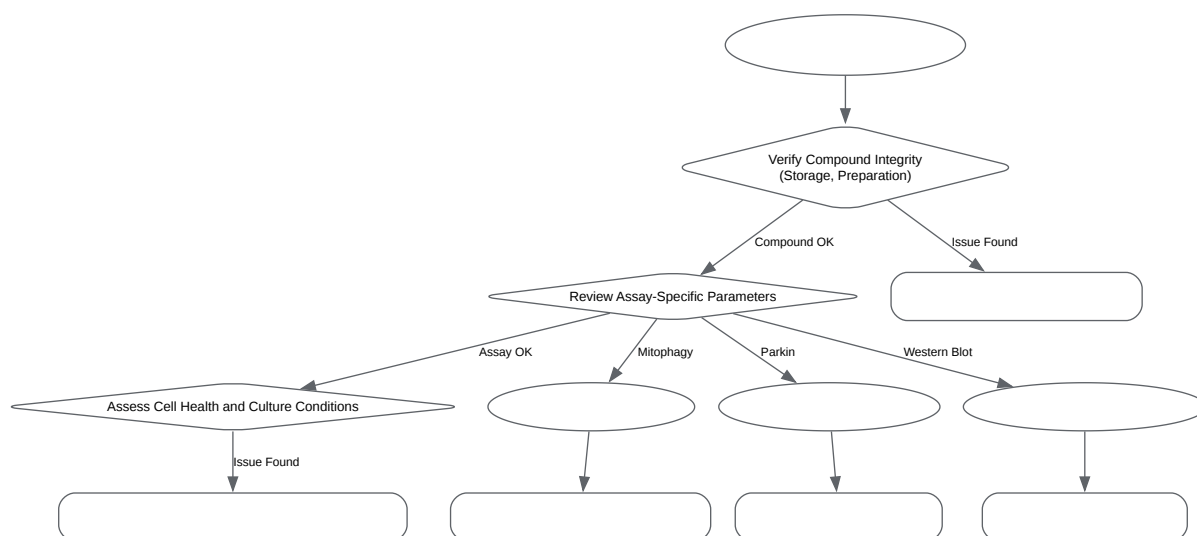 Verify Compound Integrity
(Storage, Preparation)
Compound OK
Issue Found
Review Assay-Specific Parameters
Assay OK
Mitophagy
Parkin
Western Blot
Assess Cell Health and Culture Conditions
Issue Found